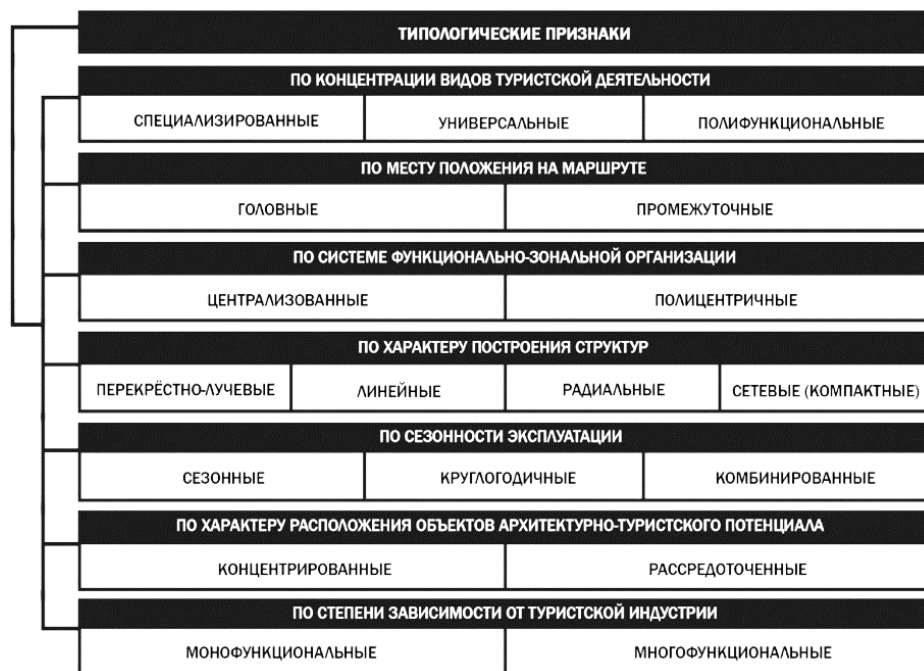 ТИПОЛОГИЧЕСКИЕ ПРИЗНАКИ
ПО КОНЦЕНТРАЦИИ ВИДОВ ТУРИСТСКОЙ ДЕЯТЕЛЬНОСТИ
СПЕЦИАЛИЗИРОВАННЫЕ УНИВЕРСАЛЬНЫЕ ПОЛИФУНКЦИОНАЛЬНЫЕ
ПО МЕСТУ ПОЛОЖЕНИЯ НА МАРШРУТЕ
ГОЛОВНЫЕ ПРОМЕЖУТОЧНЫЕ
ПО СИСТЕМЕ ФУНКЦИОНАЛЬНО-ЗОНАЛЬНОЙ ОРГАНИЗАЦИИ
ЦЕНТРАЛИЗОВАННЫЕ ПОЛИЦЕНТРИЧНЫЕ
ПО ХАРАКТЕРУ ПОСТРОЕНИЯ СТРУКТУР
ПЕРЕКРЁСТНО-ЛУЧЕВЫЕ ЛИНЕЙНЫЕ РАДИАЛЬНЫЕ СЕТЕВЫЕ (КОМПАКТНЫЕ)
ПО СЕЗОННОСТИ ЭКСПЛУАТАЦИИ
СЕЗОННЫЕ КРУГЛОГОДИЧНЫЕ КОМБИНИРОВАННЫЕ
ПО ХАРАКТЕРУ РАСПОЛОЖЕНИЯ ОБЪЕКТОВ АРХИТЕКТУРНО-ТУРИСТСКОГО ПОТЕНЦИАЛА
КОНЦЕНТРИРОВАННЫЕ РАССРЕДОТОЧЕННЫЕ
ПО СТЕПЕНИ ЗАВИСИМОСТИ ОТ ТУРИСТСКОЙ ИНДУСТРИИ
МОНОФУНКЦИОНАЛЬНЫЕ МНОГОФУНКЦИОНАЛЬНЫЕ